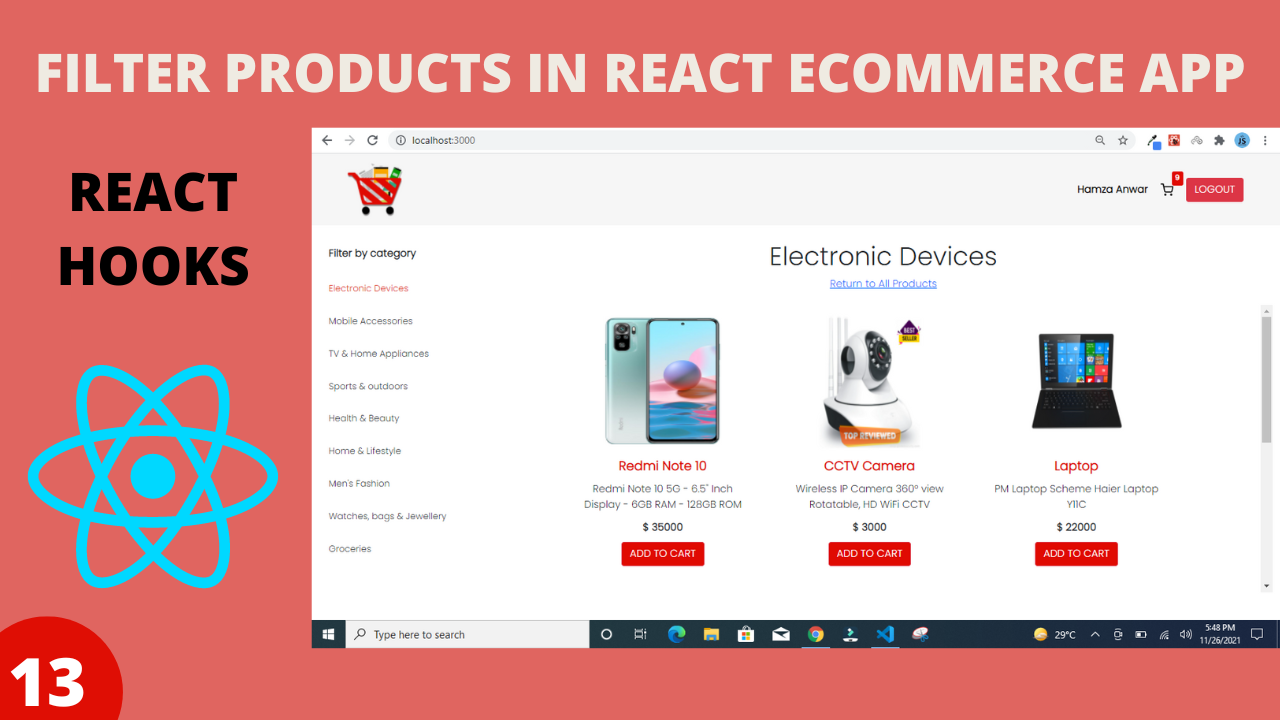 FILTER PRODUCTS IN REACT ECOMMERCE APP
REACT
HOOKS
13
localhost:3000
JS
Hamza Anwar
9
LOGOUT
Filter by category
Electronic Devices
Mobile Accessories
TV & Home Appliances
Sports & outdoors
Health & Beauty
Home & Lifestyle
Men's Fashion
Watches, bags & Jewellery
Groceries
Electronic Devices
Return to All Products
BEST
SELLER
TOP REVIEWED
Redmi Note 10
Redmi Note 10 5G - 6.5" Inch
Display - 6GB RAM - 128GB ROM
$ 35000
ADD TO CART
CCTV Camera
Wireless IP Camera 360° view
Rotatable, HD WiFi CCTV
$ 3000
ADD TO CART
Laptop
PM Laptop Scheme Haier Laptop
Y11C
$ 22000
ADD TO CART
Type here to search
29°C
5:48 PM
11/26/2021